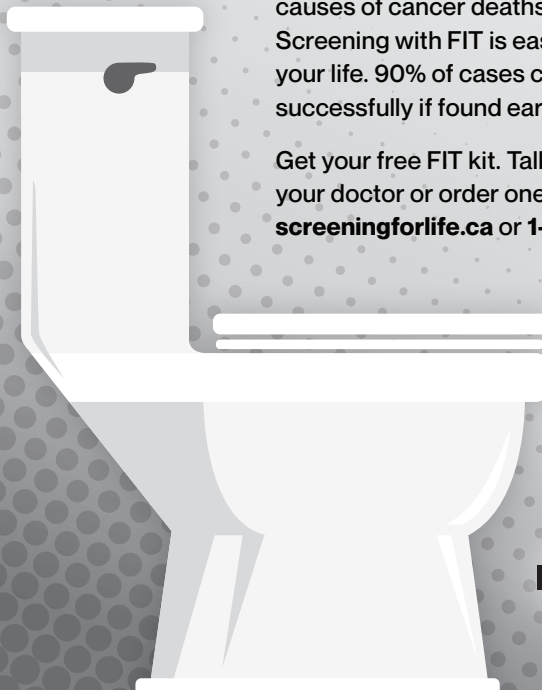 causes of cancer deaths
Screening with FIT is eas
your life. 90% of cases c
successfully if found ear
Get your free FIT kit. Talk
your doctor or order one
screeningforlife.ca or 1-